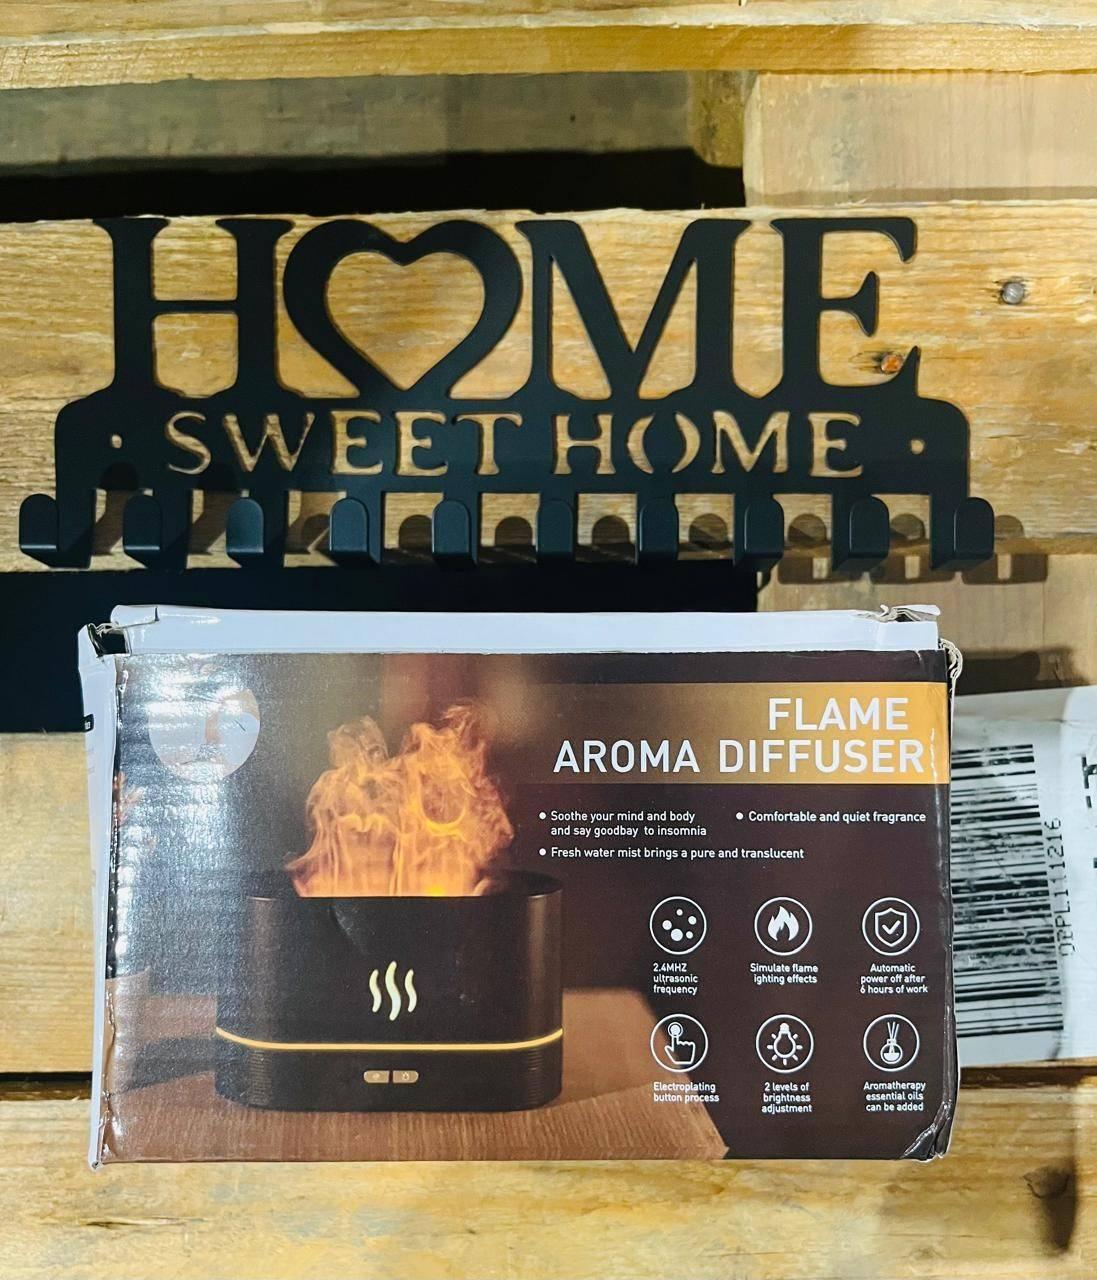 HOME
SWEET HOME
FLAME
AROMA DIFFUSER
Soothe your mind and body
and say goodbay to insomnia
Comfortable and quiet fragrance
Fresh water mist brings a pure and translucent
2.4MHZ
ultrasonic
frequency
Simulate flame
ighting effects
Automatic
power off after
6 hours of work
Electroplating
button process
2 levels of
brightness
adjustment
Aromatherapy
essential oils
can be added